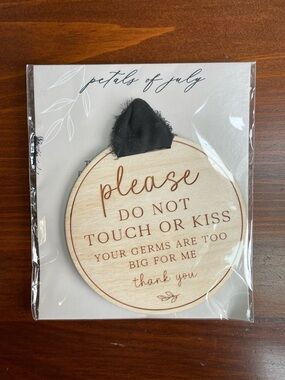 petals of july
please
DO NOT
TOUCH OR KISS
YOUR GERMS ARE TOO
BIG FOR ME
thank you